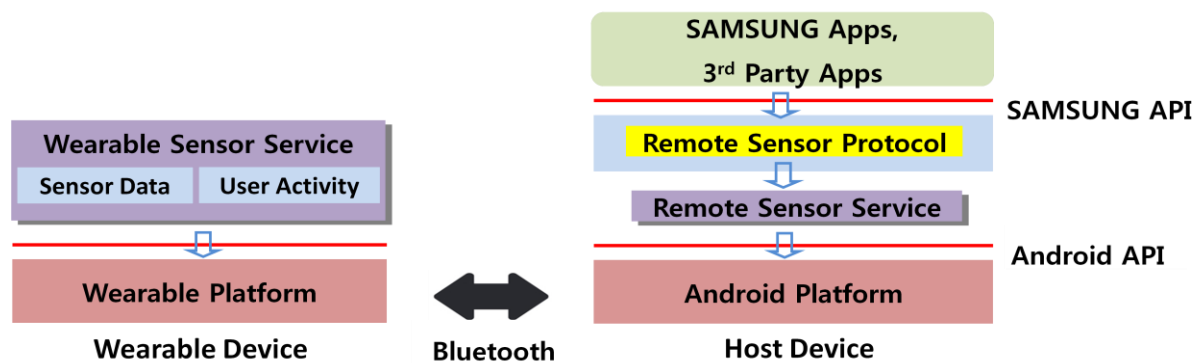 SAMSUNG Apps,
3rd Party Apps
SAMSUNG API
Wearable Sensor Service
Sensor Data
User Activity
Remote Sensor Protocol
Remote Sensor Service
Android API
Wearable Platform
Android Platform
Wearable Device
Bluetooth
Host Device